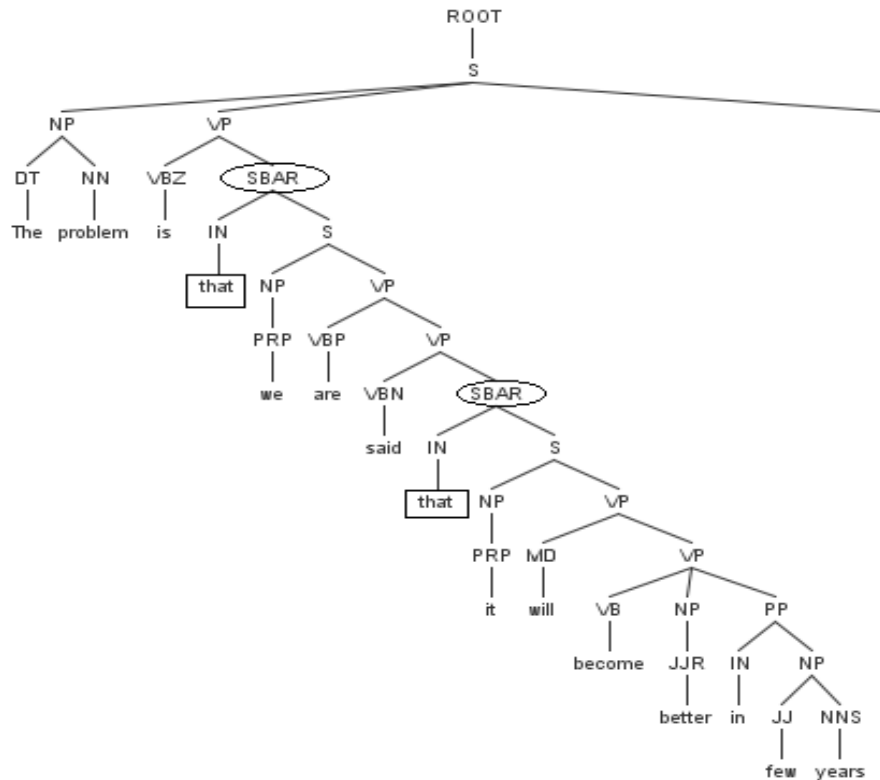 ROOT
S
NP VP
DT NN VBZ SBAR
The problem is IN S
that NP VP
PRP VBP VP
we are VBN SBAR
said IN S
that NP VP
PRP MD VP
it will VB NP PP
become JJR IN NP
better in JJ NNS
few years